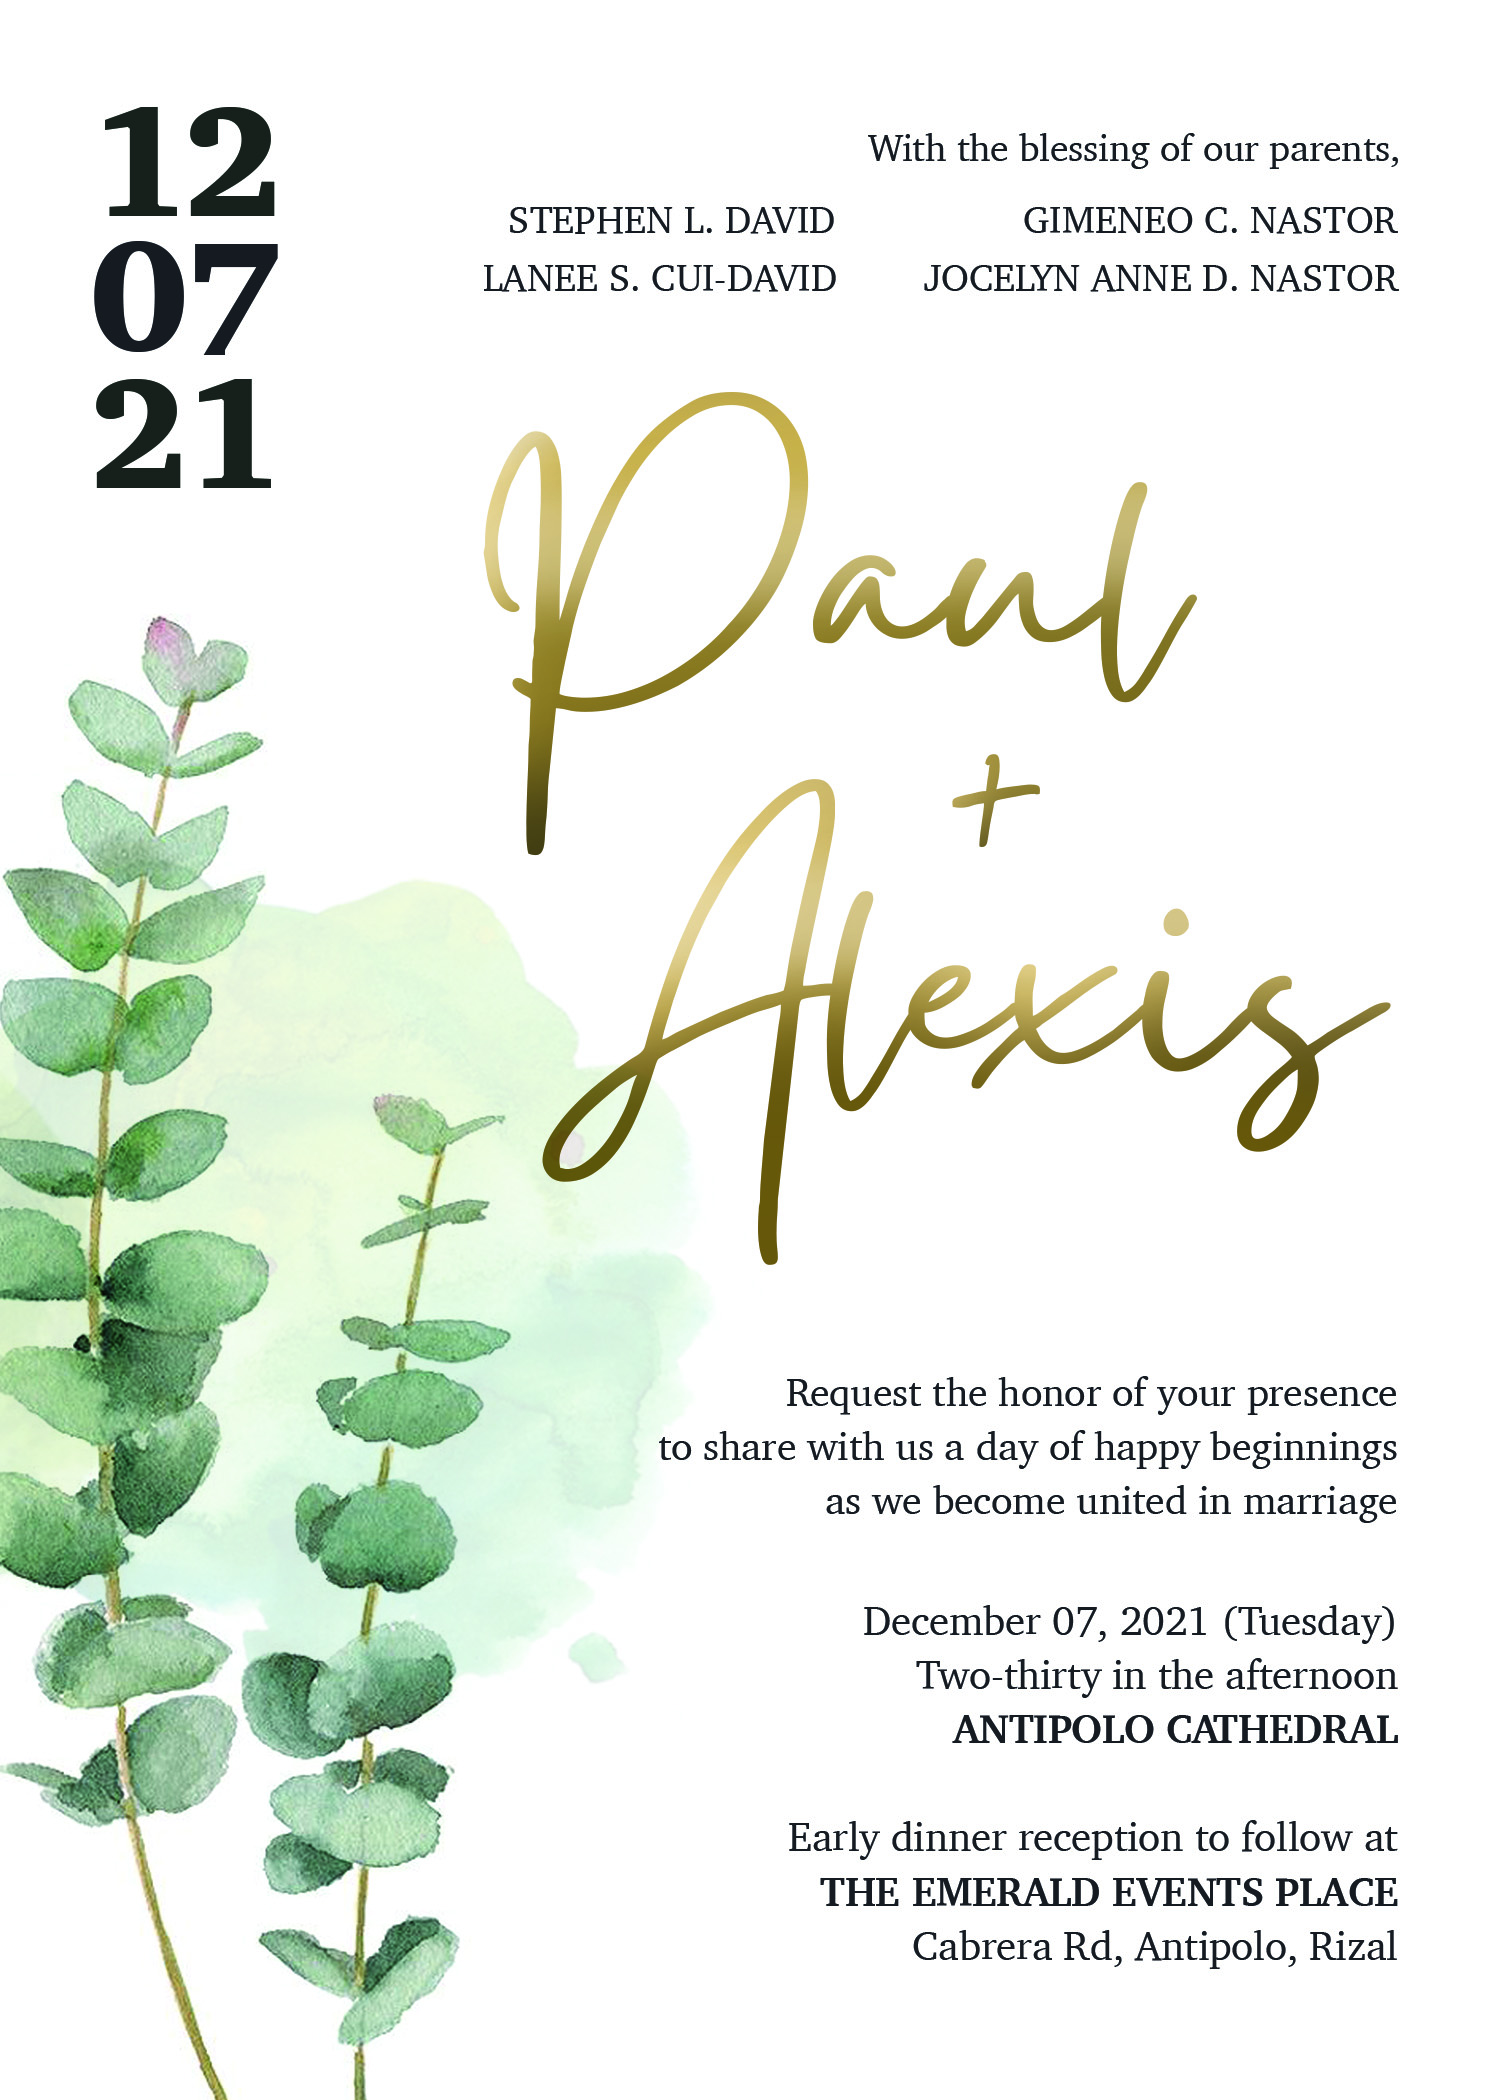 12
07
21
With the blessing of our parents,
STEPHEN L. DAVID GIMENEO C. NASTOR
LANEE S. CUI-DAVID JOCELYN ANNE D. NASTOR
Paul
+
Alexis
Request the honor of your presence
to share with us a day of happy beginnings
as we become united in marriage
December 07, 2021 (Tuesday)
Two-thirty in the afternoon
ANTIPOLO CATHEDRAL
Early dinner reception to follow at
THE EMERALD EVENTS PLACE
Cabrera Rd, Antipolo, Rizal